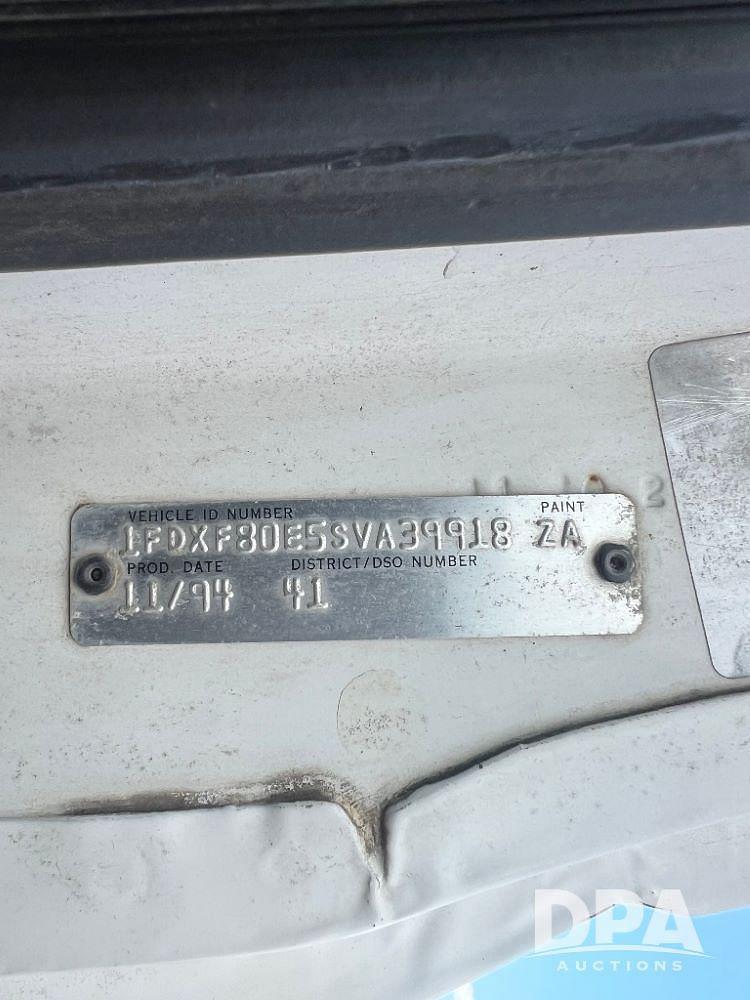 VEHICLE ID NUMBER PAINT
1FDXF80E5SVA39918 ZA
PROD. DATE DISTRICT/DSO NUMBER
11/94 41
DPA
AUCTIONS